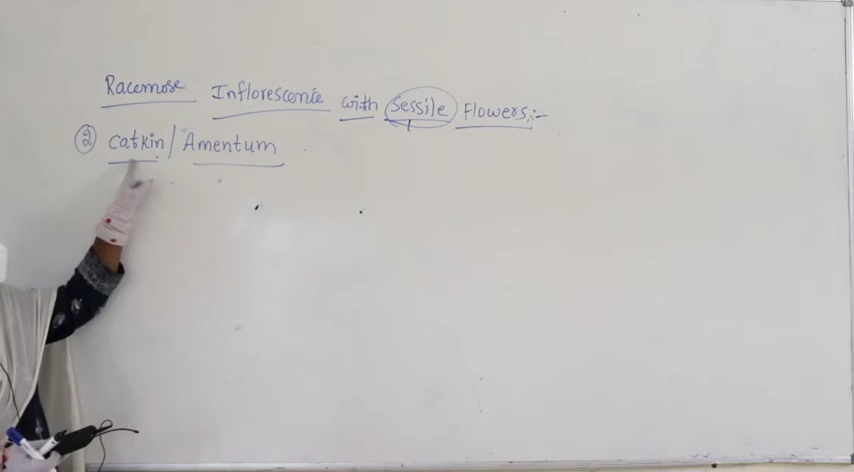 Racemose Inflorescence with Sessile Flowers:-
② Catkin / Amentum